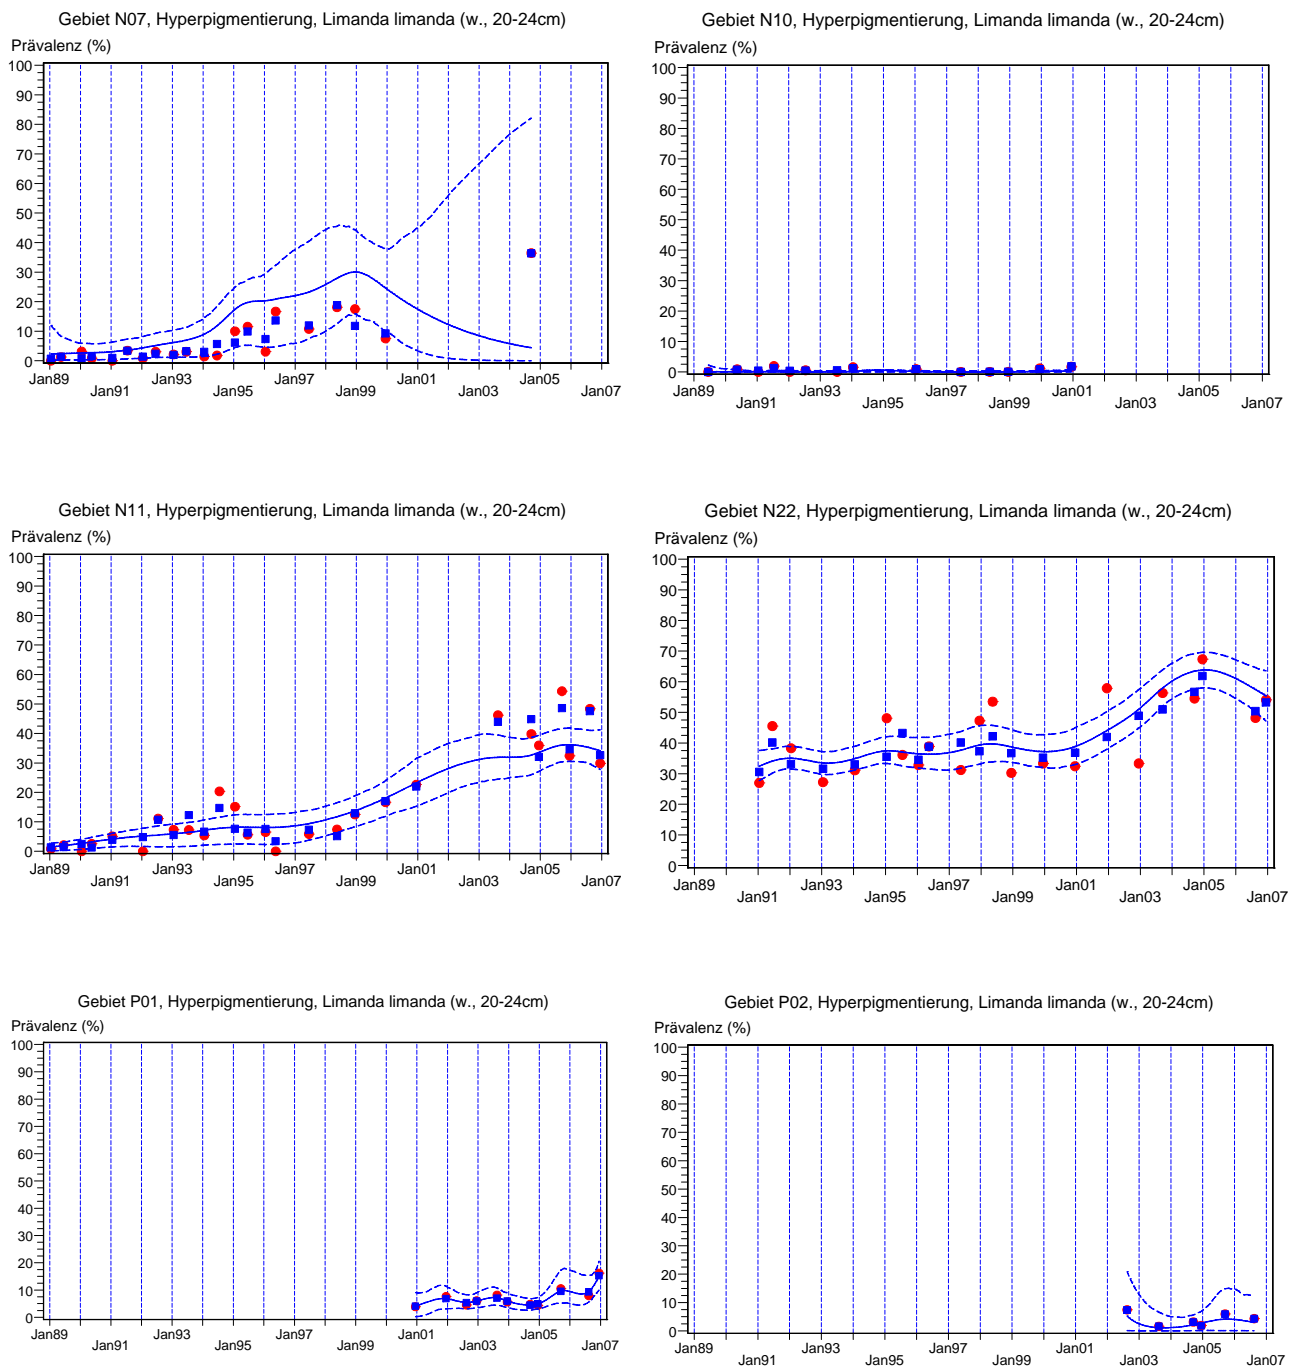 Gebiet N07, Hyperpigmentierung, Limanda limanda (w., 20-24cm)
Prävalenz (%)
100
90
80
70
60
50
40
30
20
10
0
Jan89 Jan93 Jan97 Jan01 Jan05
Jan91 Jan95 Jan99 Jan03 Jan07
Gebiet N10, Hyperpigmentierung, Limanda limanda (w., 20-24cm)
Prävalenz (%)
100
90
80
70
60
50
40
30
20
10
0
Jan89 Jan93 Jan97 Jan01 Jan05
Jan91 Jan95 Jan99 Jan03 Jan07
Gebiet N11, Hyperpigmentierung, Limanda limanda (w., 20-24cm)
Prävalenz (%)
100
90
80
70
60
50
40
30
20
10
0
Jan89 Jan93 Jan97 Jan01 Jan05
Jan91 Jan95 Jan99 Jan03 Jan07
Gebiet N22, Hyperpigmentierung, Limanda limanda (w., 20-24cm)
Prävalenz (%)
100
90
80
70
60
50
40
30
20
10
0
Jan89 Jan93 Jan97 Jan01 Jan05
Jan91 Jan95 Jan99 Jan03 Jan07
Gebiet P01, Hyperpigmentierung, Limanda limanda (w., 20-24cm)
Prävalenz (%)
100
90
80
70
60
50
40
30
20
10
0
Jan89 Jan93 Jan97 Jan01 Jan05
Jan91 Jan95 Jan99 Jan03 Jan07
Gebiet P02, Hyperpigmentierung, Limanda limanda (w., 20-24cm)
Prävalenz (%)
100
90
80
70
60
50
40
30
20
10
0
Jan89 Jan93 Jan97 Jan01 Jan05
Jan91 Jan95 Jan99 Jan03 Jan07